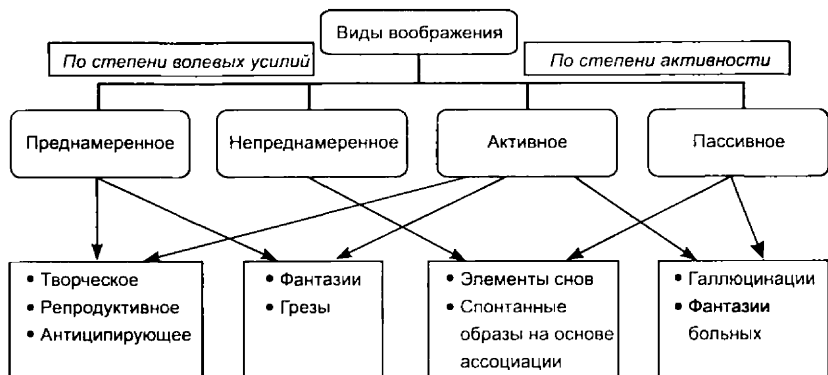 Виды воображения
По степени волевых усилий
По степени активности
Преднамеренное
Непреднамеренное
Активное
Пассивное
• Творческое
• Репродуктивное
• Антиципирующее
• Фантазии
• Грезы
• Элементы снов
• Спонтанные
образы на основе
ассоциации
• Галлюцинации
• Фантазии
больных